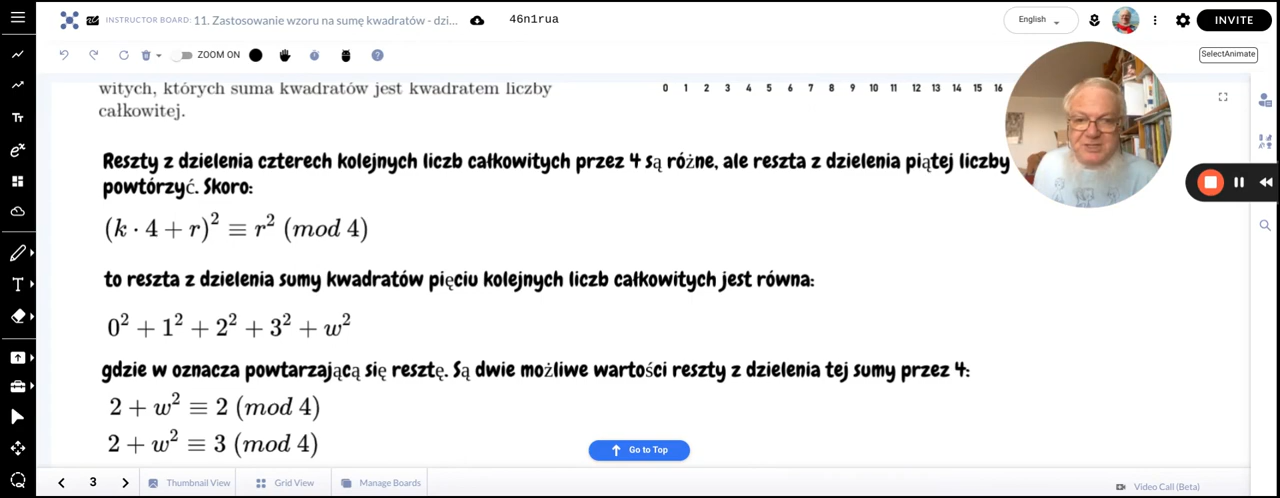 INSTRUCTOR BOARD: 11. Zastosowanie wzoru na sumę kwadratów - dzi...
46n1rua
English
INVITE
ZOOM ON
SelectAnimate
witych, których suma kwadratów jest kwadratem liczby
całkowitej.
0 1 2 3 4 5 6 7 8 9 10 11 12 13 14 15 16
Reszty z dzielenia czterech kolejnych liczb całkowitych przez 4 są różne, ale reszta z dzielenia piątej liczby
powtórzyć. Skoro:
(k · 4 + r)² ≡ r² (mod 4)
to reszta z dzielenia sumy kwadratów pięciu kolejnych liczb całkowitych jest równa:
0² + 1² + 2² + 3² + w²
gdzie w oznacza powtarzającą się resztę. Są dwie możliwe wartości reszty z dzielenia tej sumy przez 4:
2 + w² ≡ 2 (mod 4)
2 + w² ≡ 3 (mod 4)
Go to Top
3
Thumbnail View
Grid View
Manage Boards
Video Call (Beta)